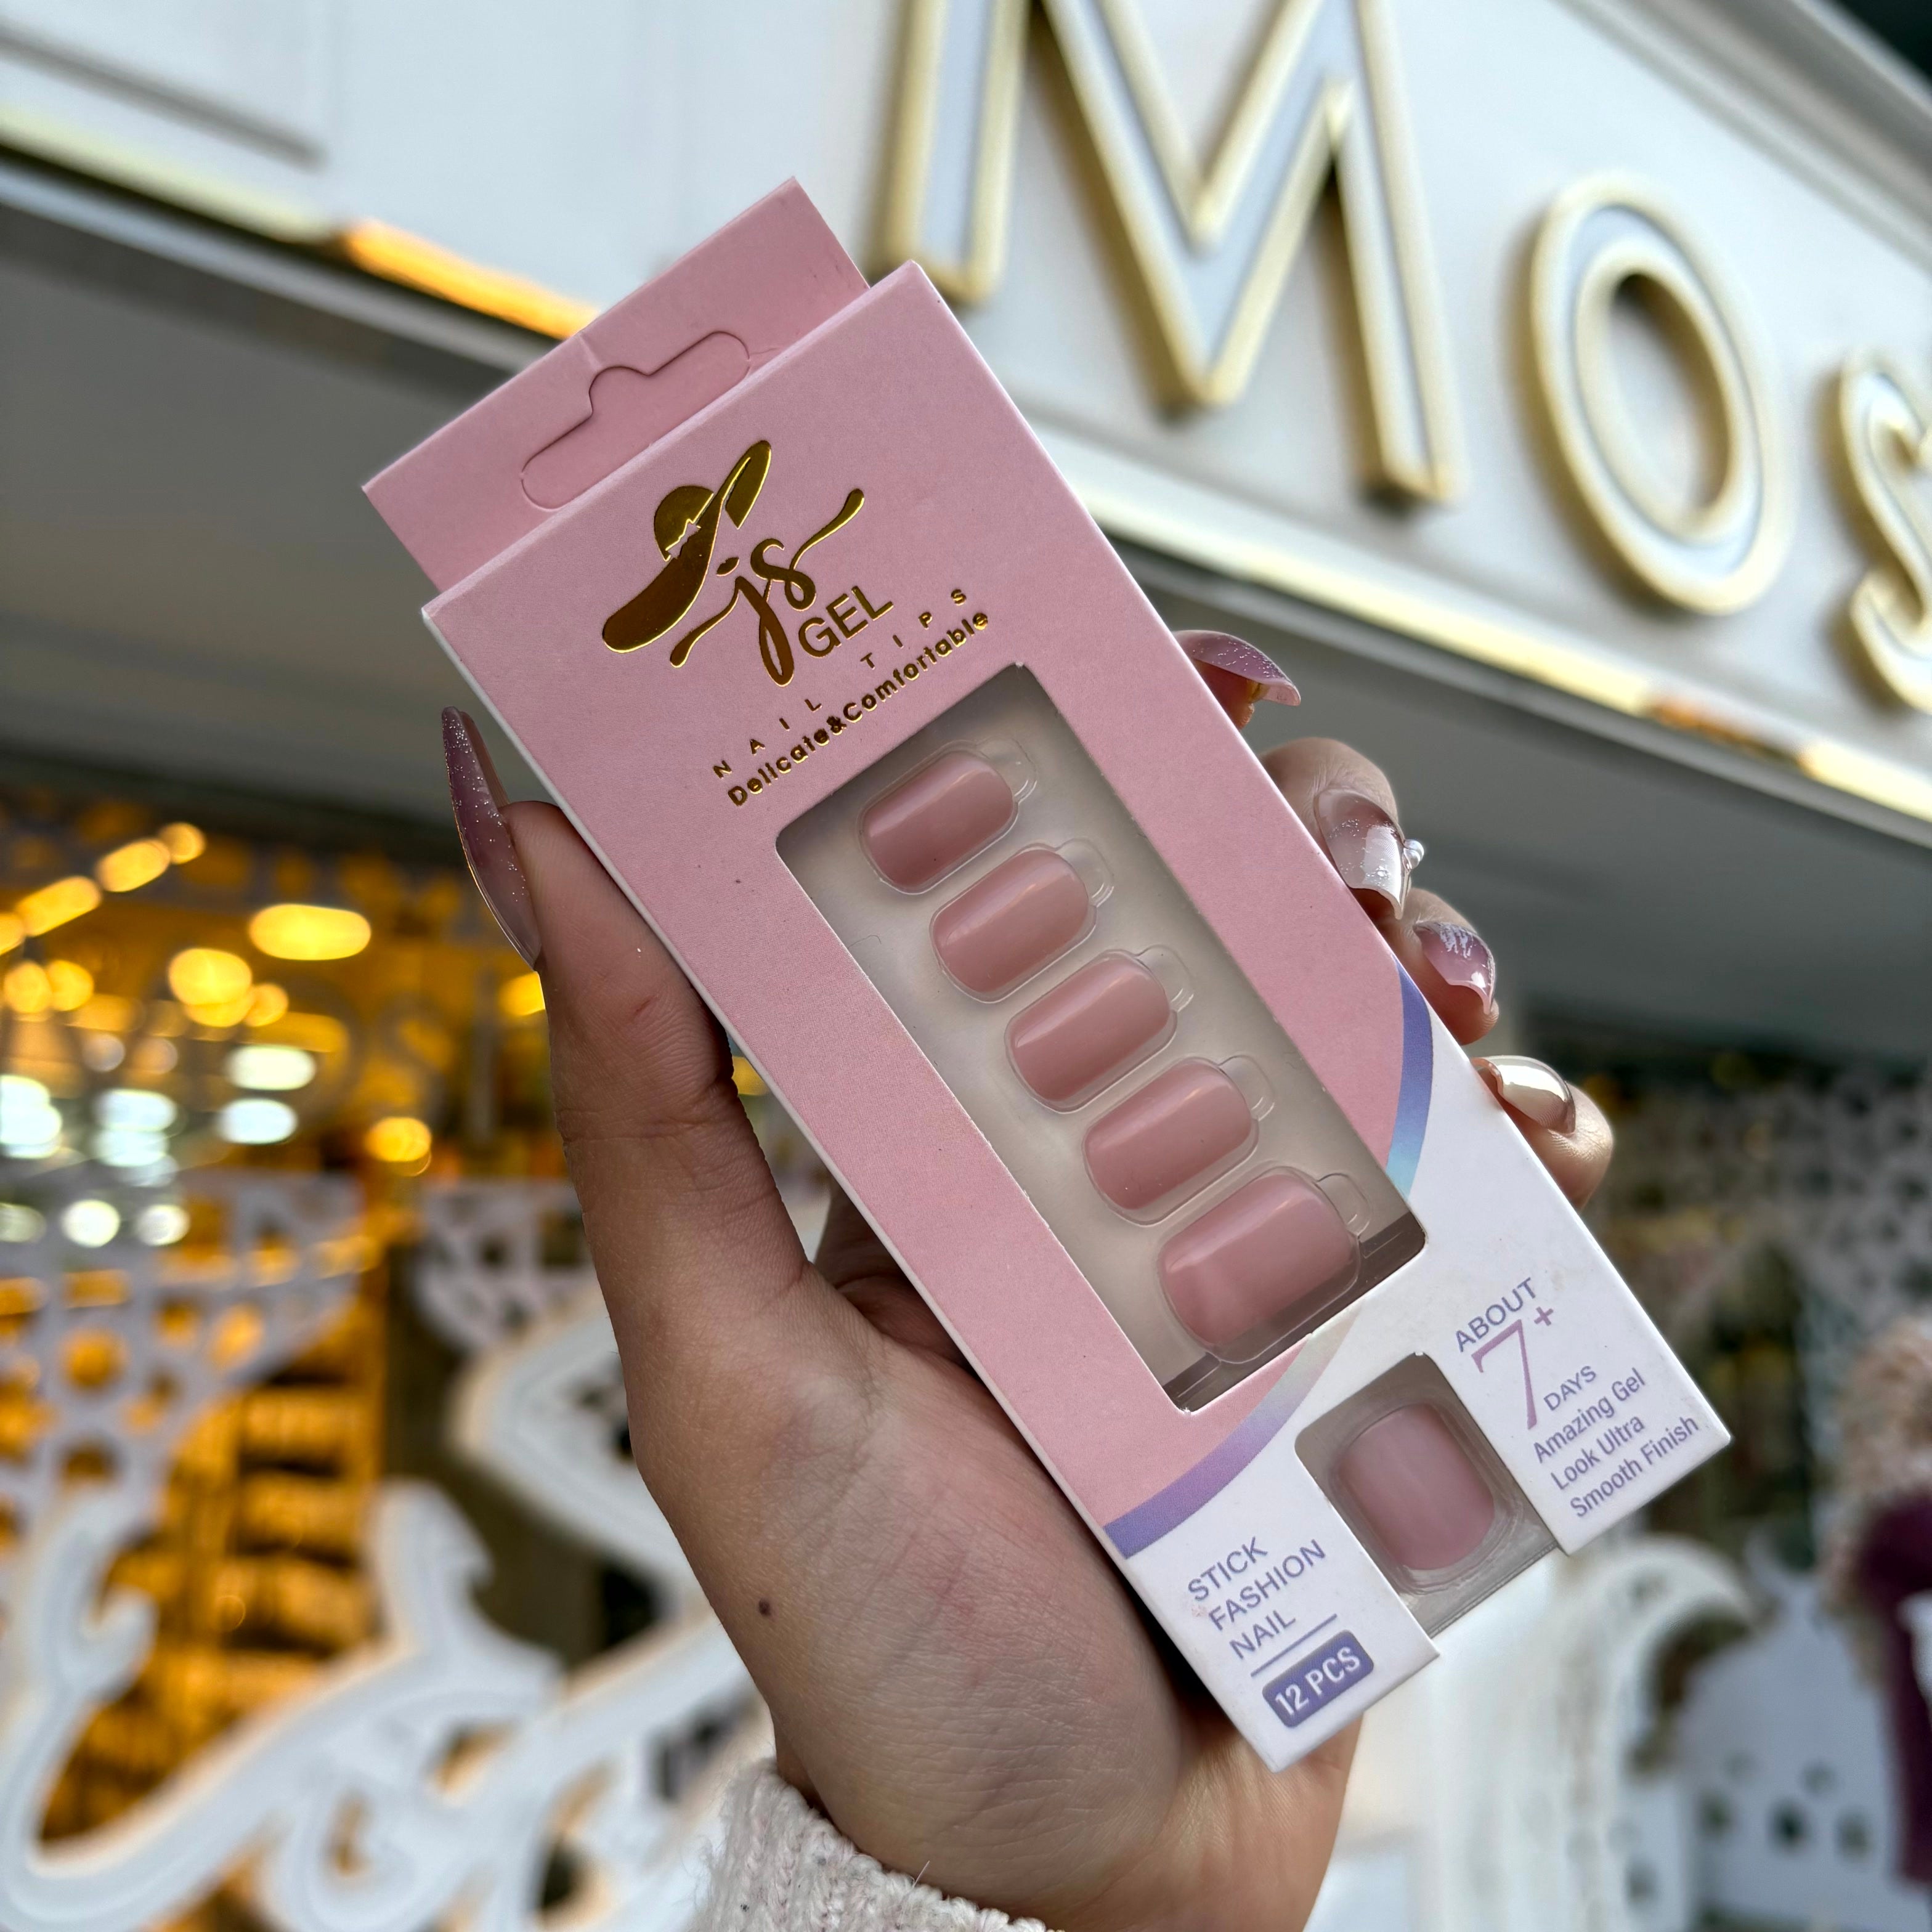 Mos
js
GEL
NAIL TIPS
Delicate&Comfortable
ABOUT
7+
DAYS
Amazing Gel
Look Ultra
Smooth Finish
STICK
FASHION
NAIL
12 PCS